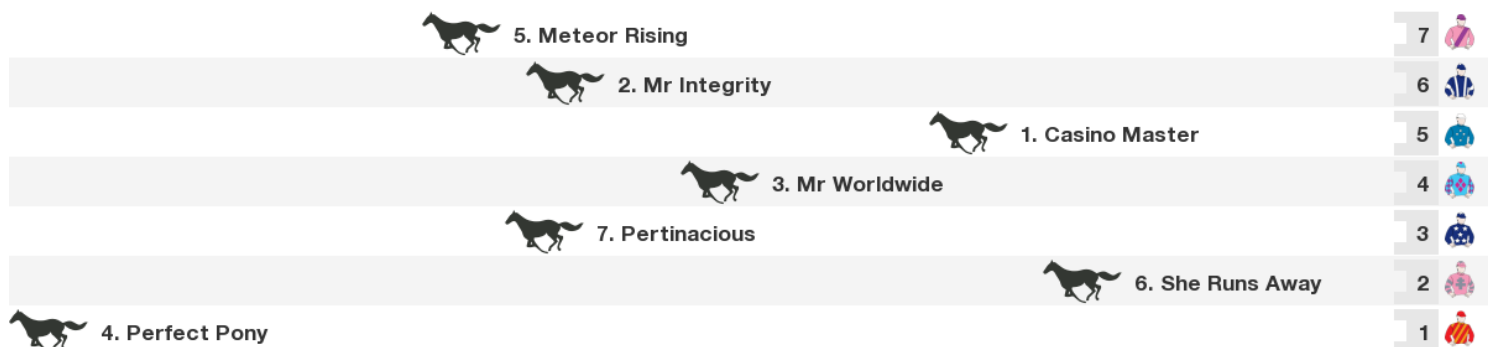 5. Meteor Rising 7
2. Mr Integrity 6
1. Casino Master 5
3. Mr Worldwide 4
7. Pertinacious 3
6. She Runs Away 2
4. Perfect Pony 1